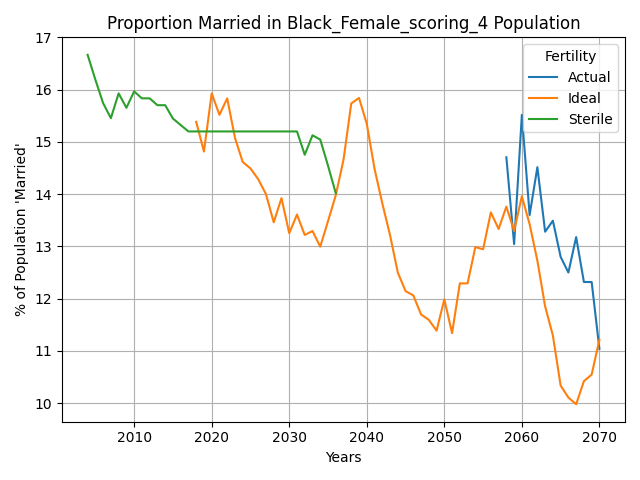 Proportion Married in Black_Female_scoring_4 Population
% of Population 'Married'
17
16
15
14
13
12
11
10
Fertility
Actual
Ideal
Sterile
2010 2020 2030 2040 2050 2060 2070
Years